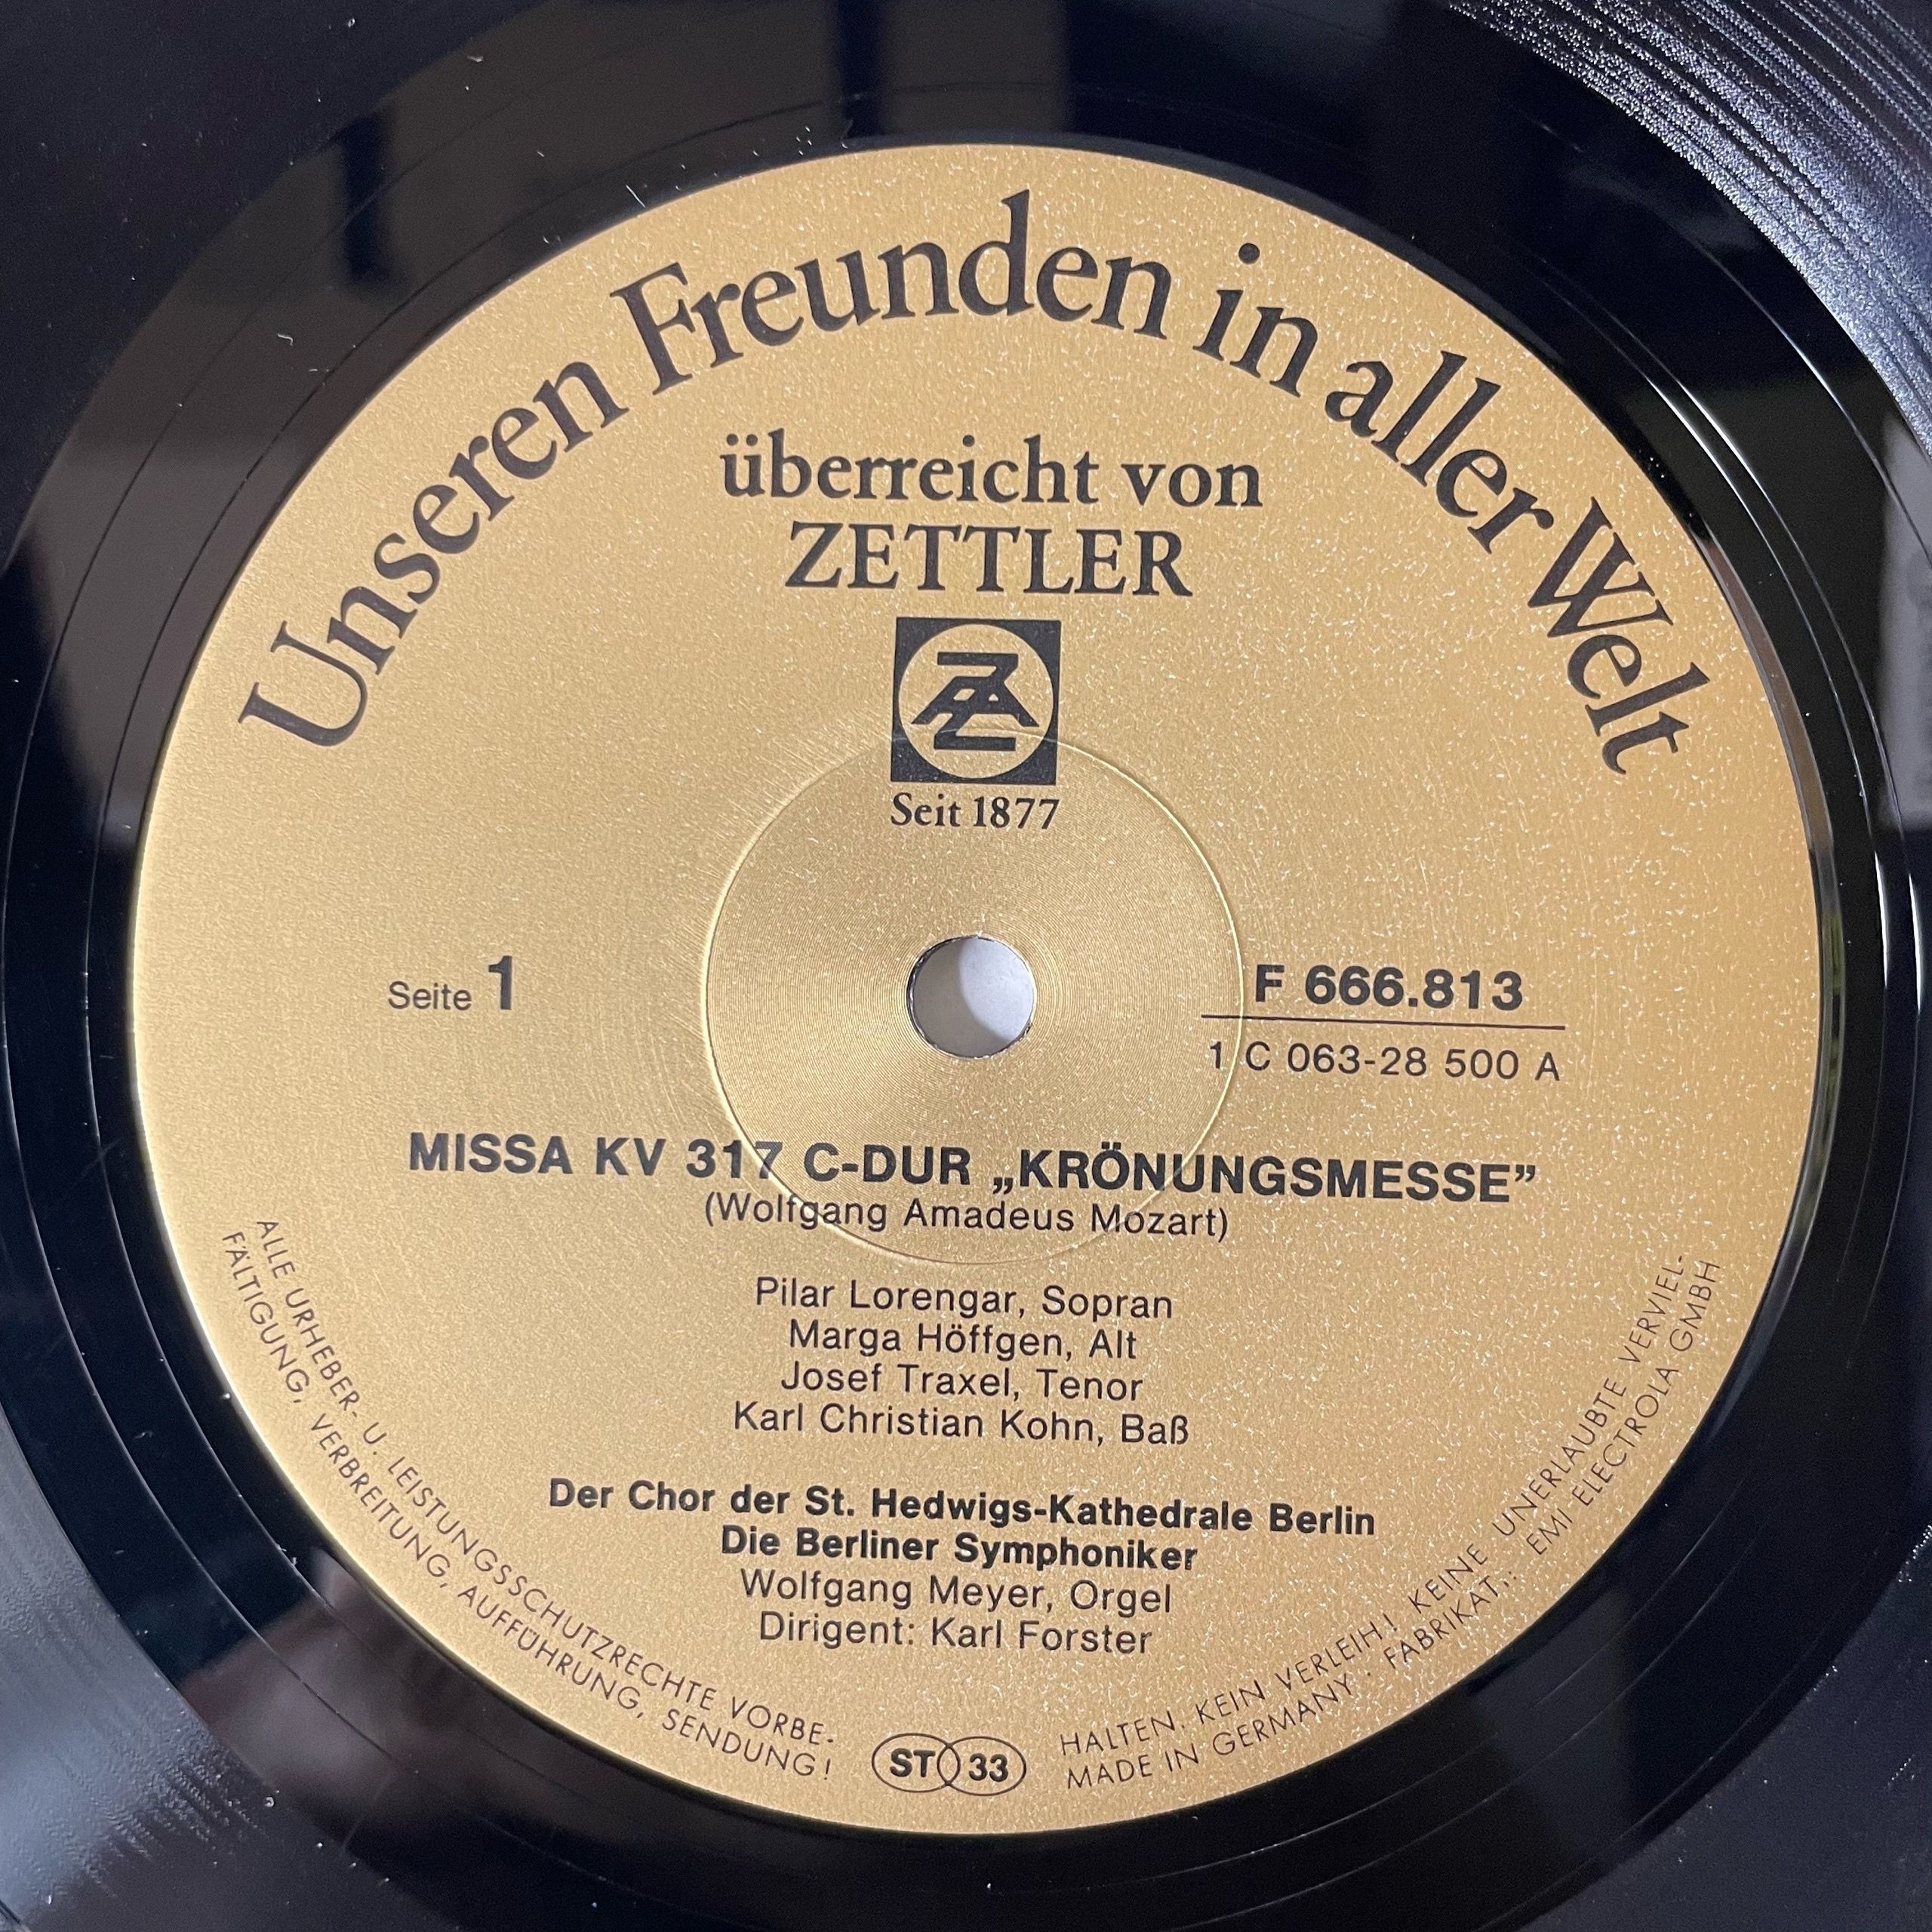 Unseren Freunden in aller Welt
überreicht von
ZETTLER
Seit 1877
Seite 1
F 666.813
1 C 063-28 500 A
MISSA KV 317 C-DUR „KRÖNUNGSMESSE”
(Wolfgang Amadeus Mozart)
Pilar Lorengar, Sopran
Marga Höffgen, Alt
Josef Traxel, Tenor
Karl Christian Kohn, Baß
Der Chor der St. Hedwigs-Kathedrale Berlin
Die Berliner Symphoniker
Wolfgang Meyer, Orgel
Dirigent: Karl Forster
ALLE URHEBER- U. LEISTUNGSSCHUTZRECHTE VORBE-
HALTEN. KEIN VERLEIH! KEINE UNERLAUBTE VERVIEL-
FÄLTIGUNG, VERBREITUNG, AUFFÜHRUNG, SENDUNG!
MADE IN GERMANY · FABRIKAT,: EMI ELECTROLA GMBH
ST 33